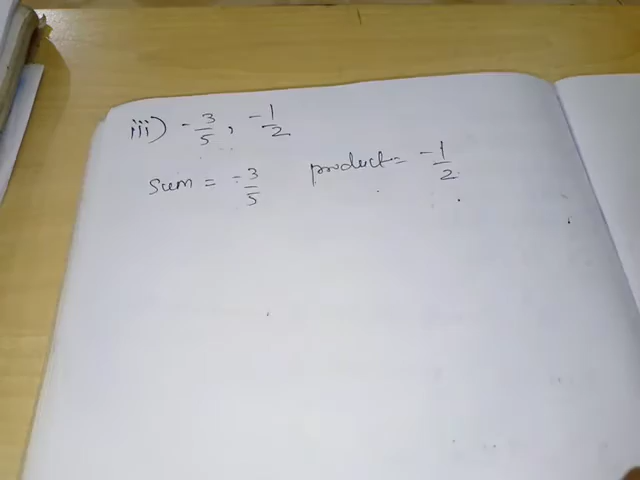 iii) -3/5, -1/2
sum = -3/5 product = -1/2